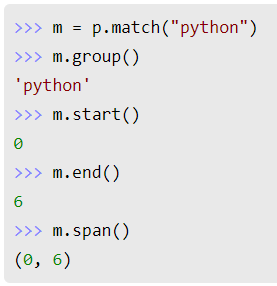 >>> m = p.match("python")
>>> m.group()
'python'
>>> m.start()
0
>>> m.end()
6
>>> m.span()
(0, 6)